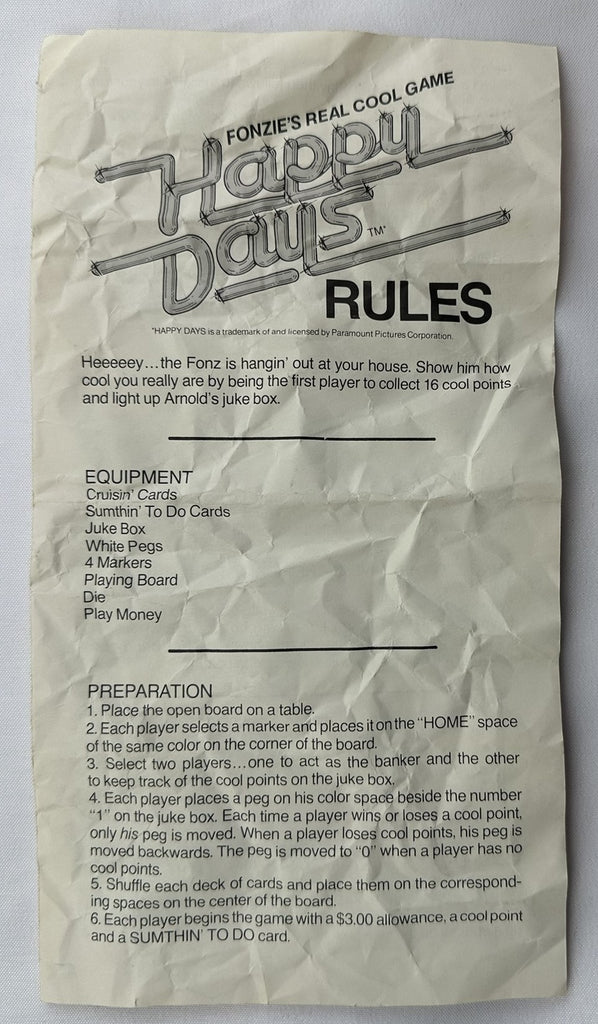 FONZIE'S REAL COOL GAME
Happy
Days TM*
RULES
*HAPPY DAYS is a trademark of and licensed by Paramount Pictures Corporation.
Heeeeey...the Fonz is hangin' out at your house. Show him how
cool you really are by being the first player to collect 16 cool points
and light up Arnold's juke box.
EQUIPMENT
Cruisin' Cards
Sumthin' To Do Cards
Juke Box
White Pegs
4 Markers
Playing Board
Die
Play Money
PREPARATION
1. Place the open board on a table.
2. Each player selects a marker and places it on the "HOME" space
of the same color on the corner of the board.
3. Select two players...one to act as the banker and the other
to keep track of the cool points on the juke box.
4. Each player places a peg on his color space beside the number
"1" on the juke box. Each time a player wins or loses a cool point,
only his peg is moved. When a player loses cool points, his peg is
moved backwards. The peg is moved to "0" when a player has no
cool points.
5. Shuffle each deck of cards and place them on the correspond-
ing spaces on the center of the board.
6. Each player begins the game with a $3.00 allowance, a cool point
and a SUMTHIN' TO DO card.